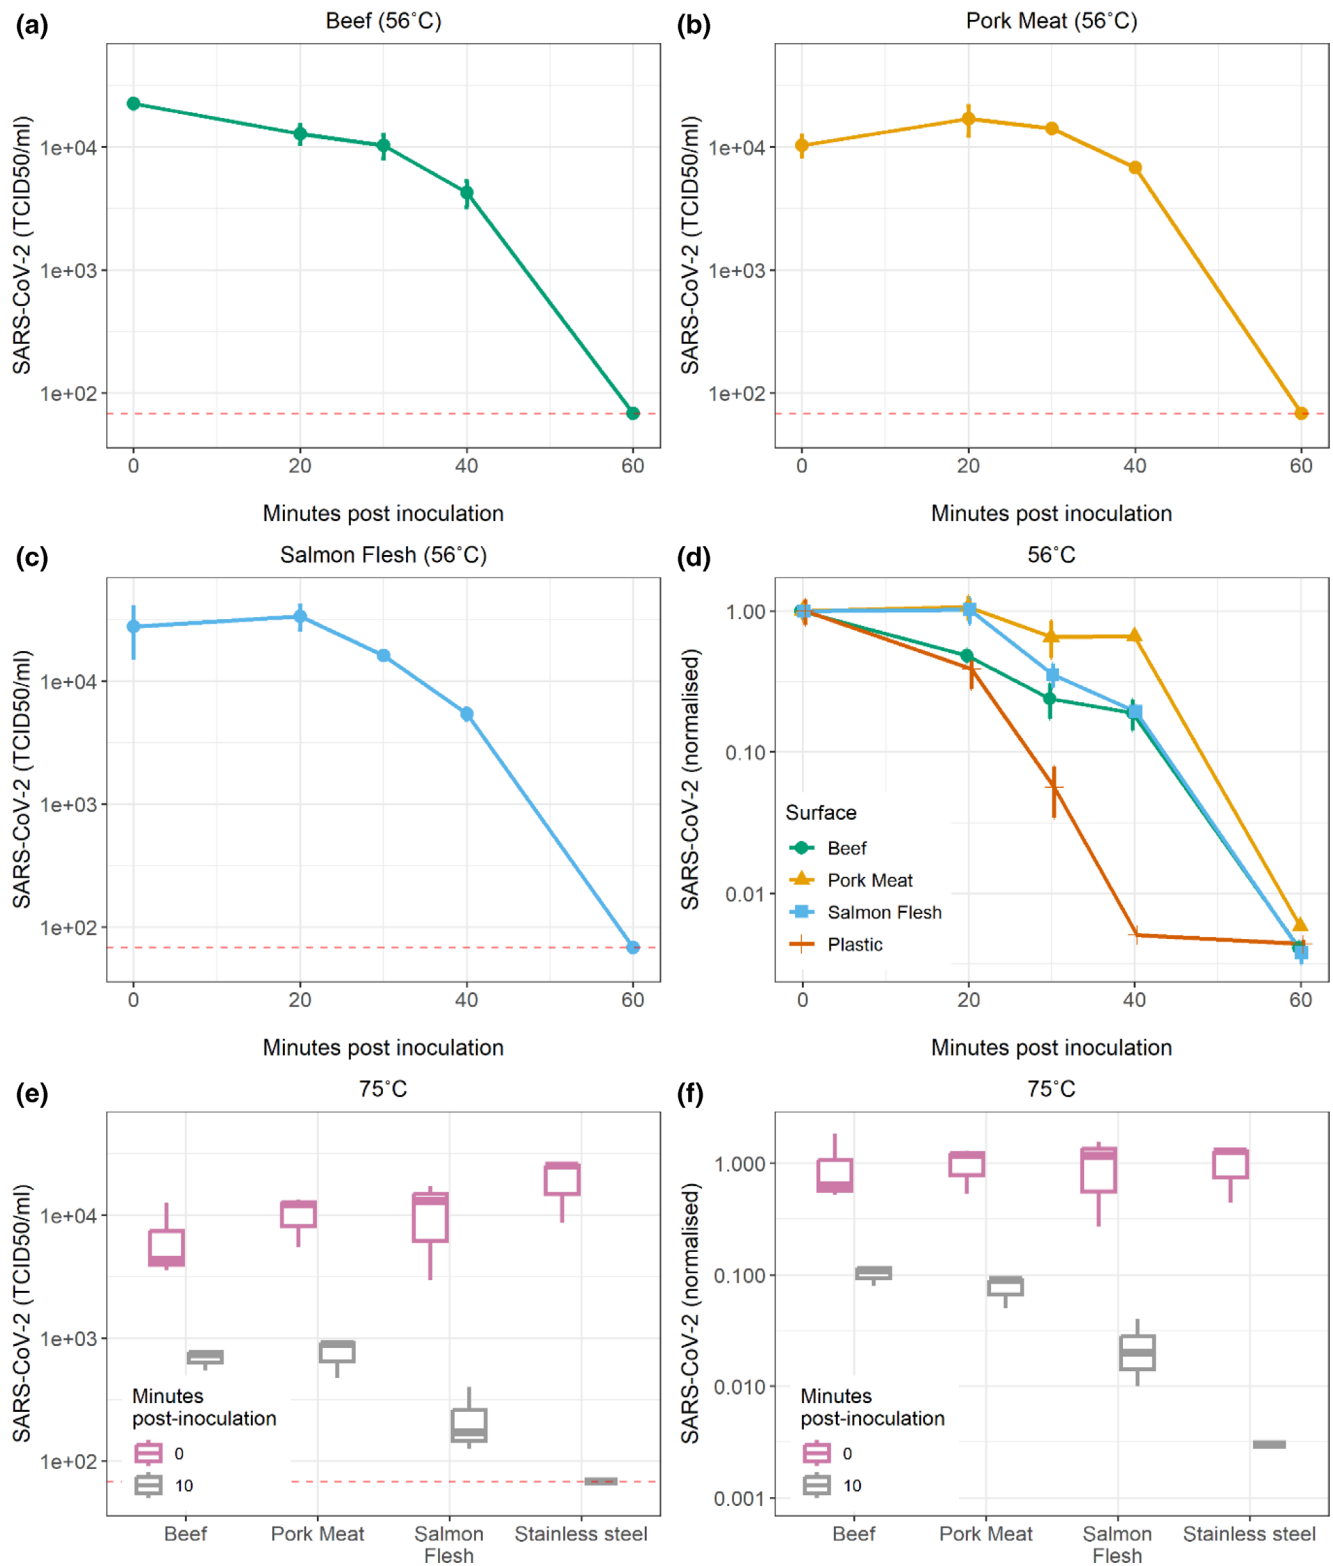 (a)
Beef (56°C)
SARS-CoV-2 (TCID50/ml)
1e+04
1e+03
1e+02
0 20 40 60
Minutes post inoculation
(b)
Pork Meat (56°C)
SARS-CoV-2 (TCID50/ml)
1e+04
1e+03
1e+02
0 20 40 60
Minutes post inoculation
(c)
Salmon Flesh (56°C)
SARS-CoV-2 (TCID50/ml)
1e+04
1e+03
1e+02
0 20 40 60
Minutes post inoculation
(d)
56°C
SARS-CoV-2 (normalised)
1.00
0.10
0.01
Surface
Beef
Pork Meat
Salmon Flesh
Plastic
0 20 40 60
Minutes post inoculation
(e)
75°C
SARS-CoV-2 (TCID50/ml)
1e+04
1e+03
1e+02
Minutes
post-inoculation
0
10
Beef Pork Meat Salmon Stainless steel
Flesh
(f)
75°C
SARS-CoV-2 (normalised)
1.000
0.100
0.010
0.001
Minutes
post-inoculation
0
10
Beef Pork Meat Salmon Stainless steel
Flesh